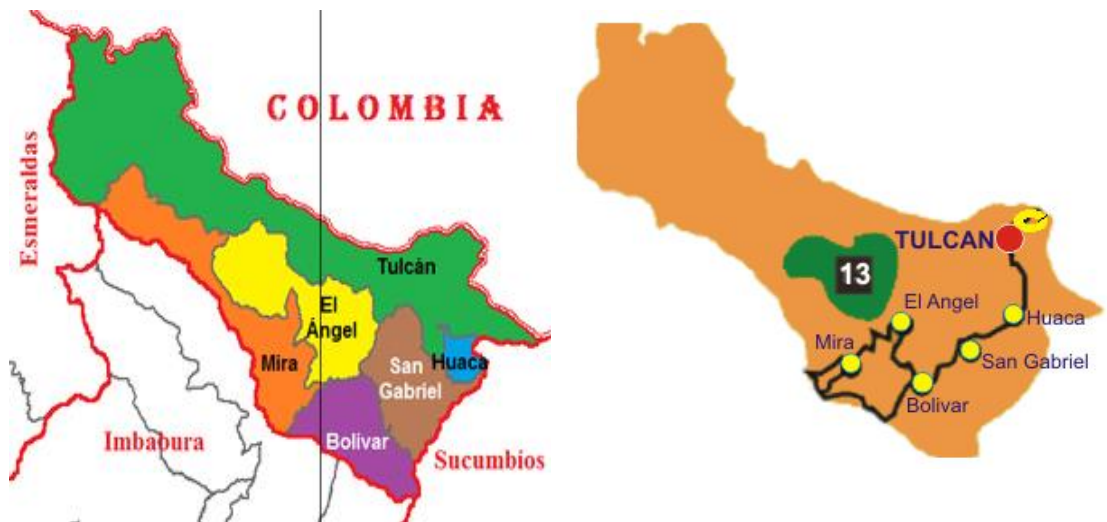 COLOMBIA
Esmeraldas
Tulcán
El
Ángel
Mira
San
Gabriel
Huaca
Bolívar
Imbabura
Sucumbíos
TULCAN
13
El Angel
Huaca
Mira
San Gabriel
Bolivar